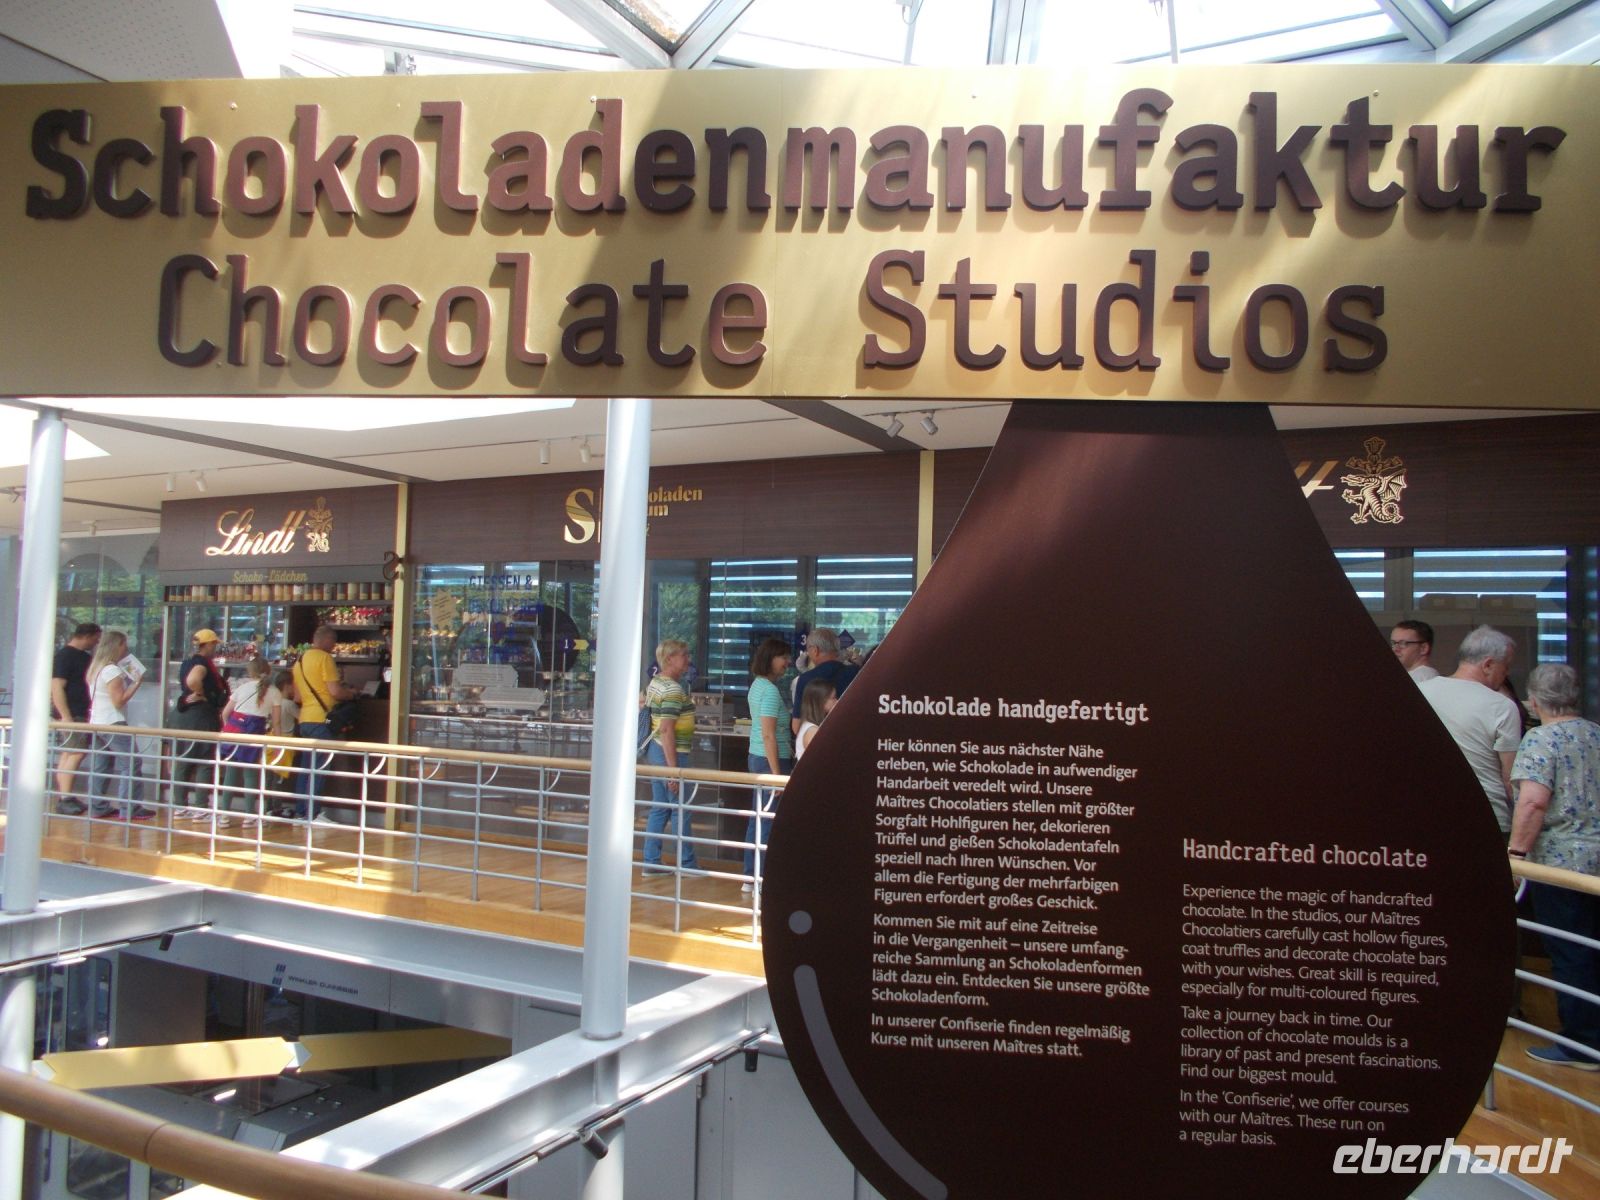 Schokoladenmanufaktur
Chocolate Studios
Lindt
Schoko-Lädchen
S
oladen
um
GIESSEN &
1
2
3
Schokolade handgefertigt
Hier können Sie aus nächster Nähe
erleben, wie Schokolade in aufwendiger
Handarbeit veredelt wird. Unsere
Maîtres Chocolatiers stellen mit größter
Sorgfalt Hohlfiguren her, dekorieren
Trüffel und gießen Schokoladentafeln
speziell nach Ihren Wünschen. Vor
allem die Fertigung der mehrfarbigen
Figuren erfordert großes Geschick.
Kommen Sie mit auf eine Zeitreise
in die Vergangenheit – unsere umfang-
reiche Sammlung an Schokoladenformen
lädt dazu ein. Entdecken Sie unsere größte
Schokoladenform.
In unserer Confiserie finden regelmäßig
Kurse mit unseren Maîtres statt.
Handcrafted chocolate
Experience the magic of handcrafted
chocolate. In the studios, our Maîtres
Chocolatiers carefully cast hollow figures,
coat truffles and decorate chocolate bars
with your wishes. Great skill is required,
especially for multi-coloured figures.
Take a journey back in time. Our
collection of chocolate moulds is a
library of past and present fascinations.
Find our biggest mould.
In the ‘Confiserie’, we offer courses
with our Maîtres. These run on
a regular basis.
WINKLER-DUNNEBIER
eberhardt